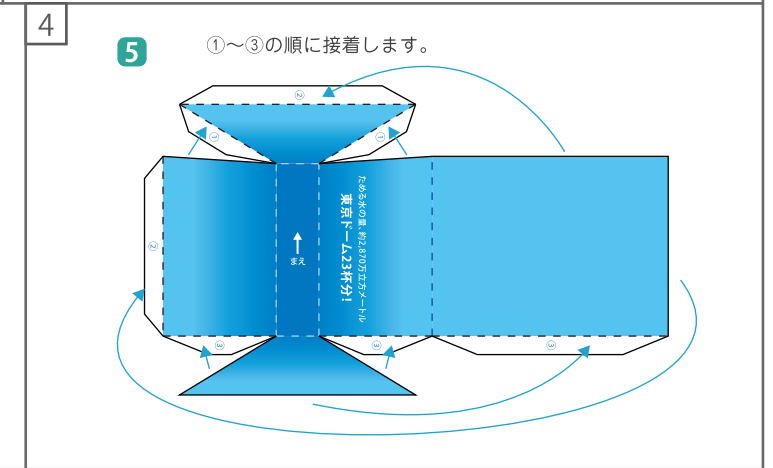 4
5
①～③の順に接着します。
②
①
①
ためる水の量、約2,870万立方メートル
東京ドーム23杯分!
②
まえ
③
③
③